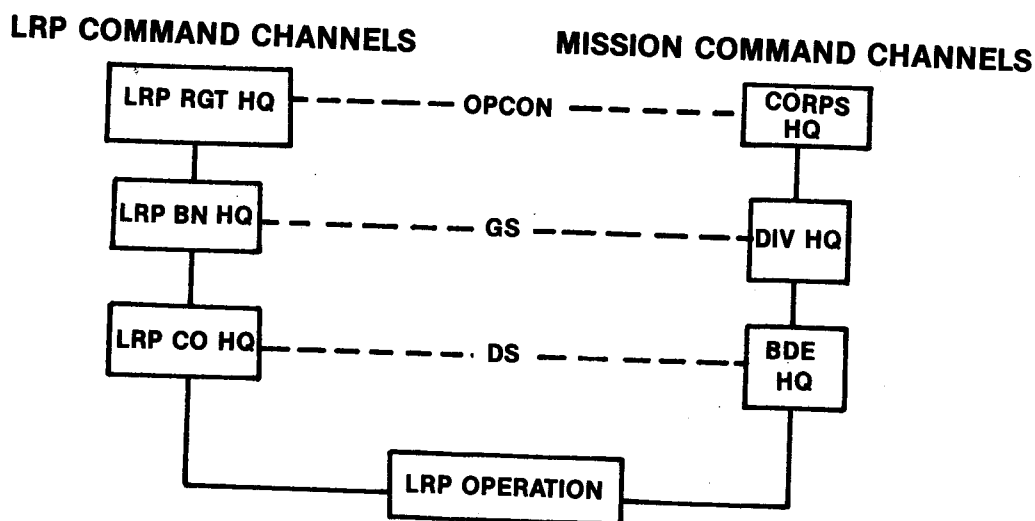 LRP COMMAND CHANNELS
MISSION COMMAND CHANNELS
LRP RGT HQ
OPCON
CORPS
HQ
LRP BN HQ
GS
DIV HQ
LRP CO HQ
DS
BDE
HQ
LRP OPERATION